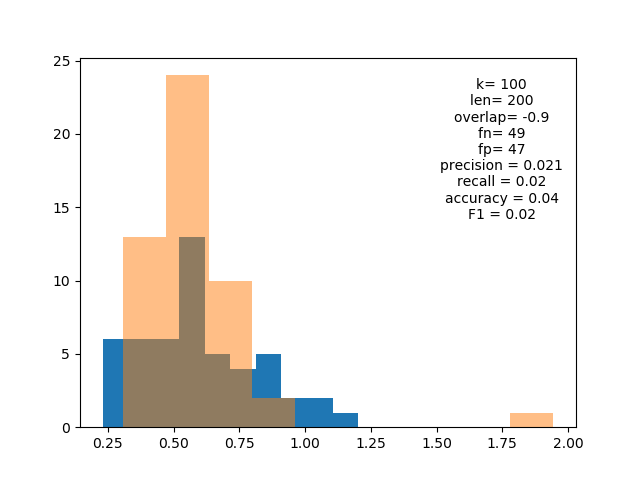 25
20
15
10
5
0
0.25 0.50 0.75 1.00 1.25 1.50 1.75 2.00
k= 100
len= 200
overlap= -0.9
fn= 49
fp= 47
precision = 0.021
recall = 0.02
accuracy = 0.04
F1 = 0.02